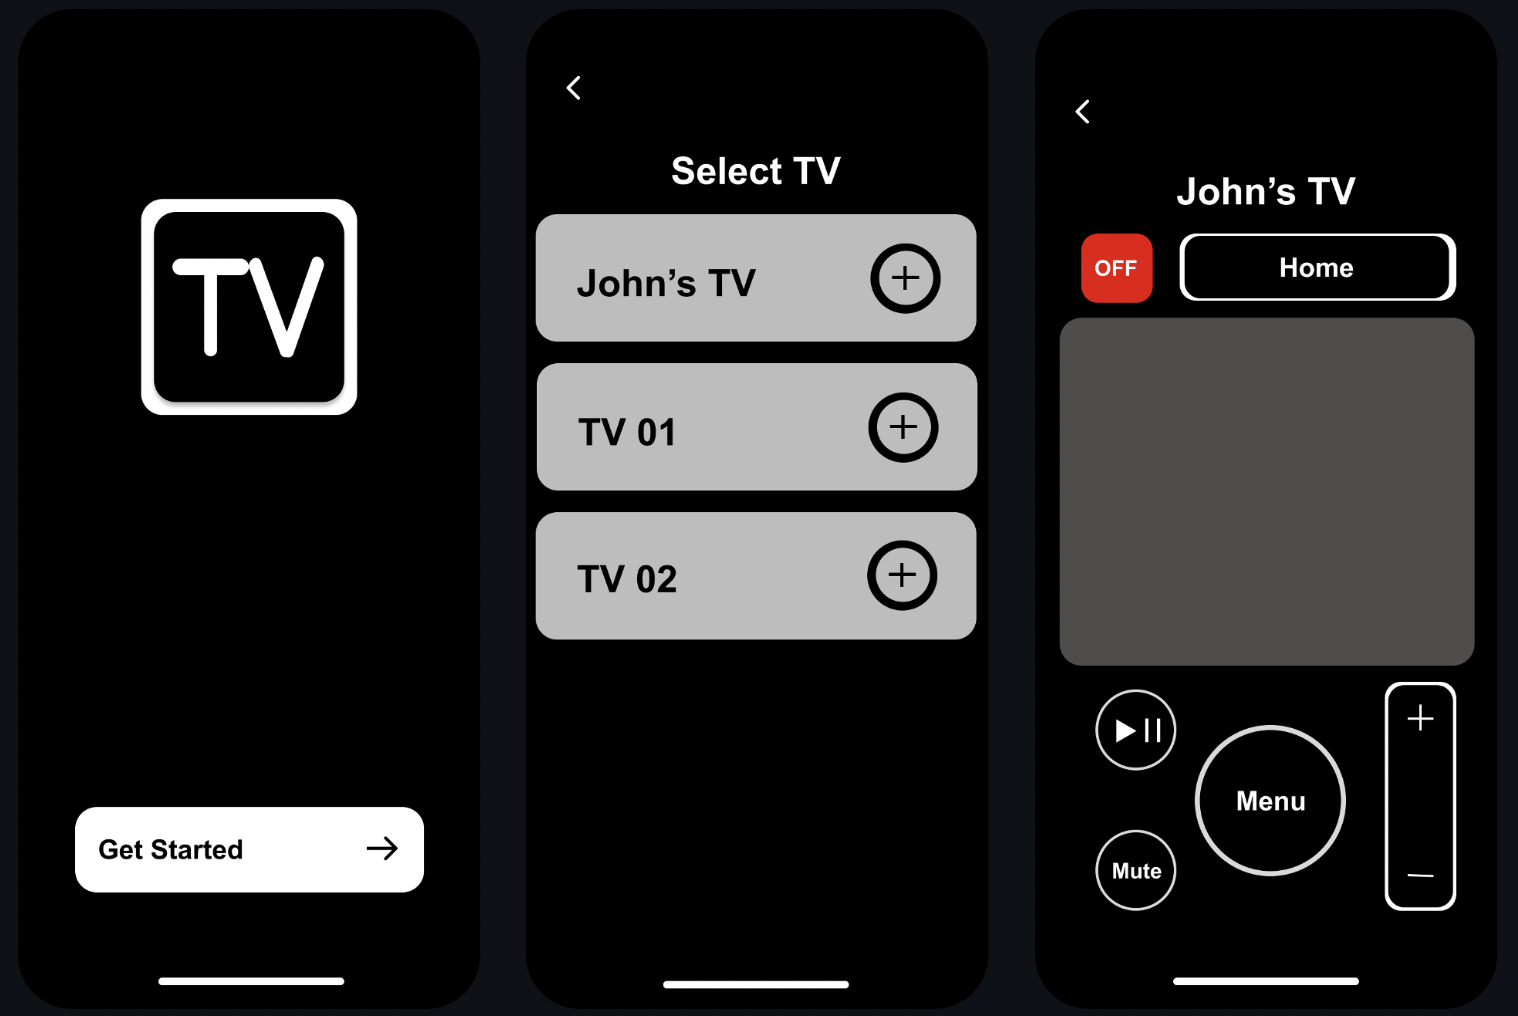 TV
Get Started
Select TV
John’s TV
TV 01
TV 02
John’s TV
OFF
Home
Menu
Mute